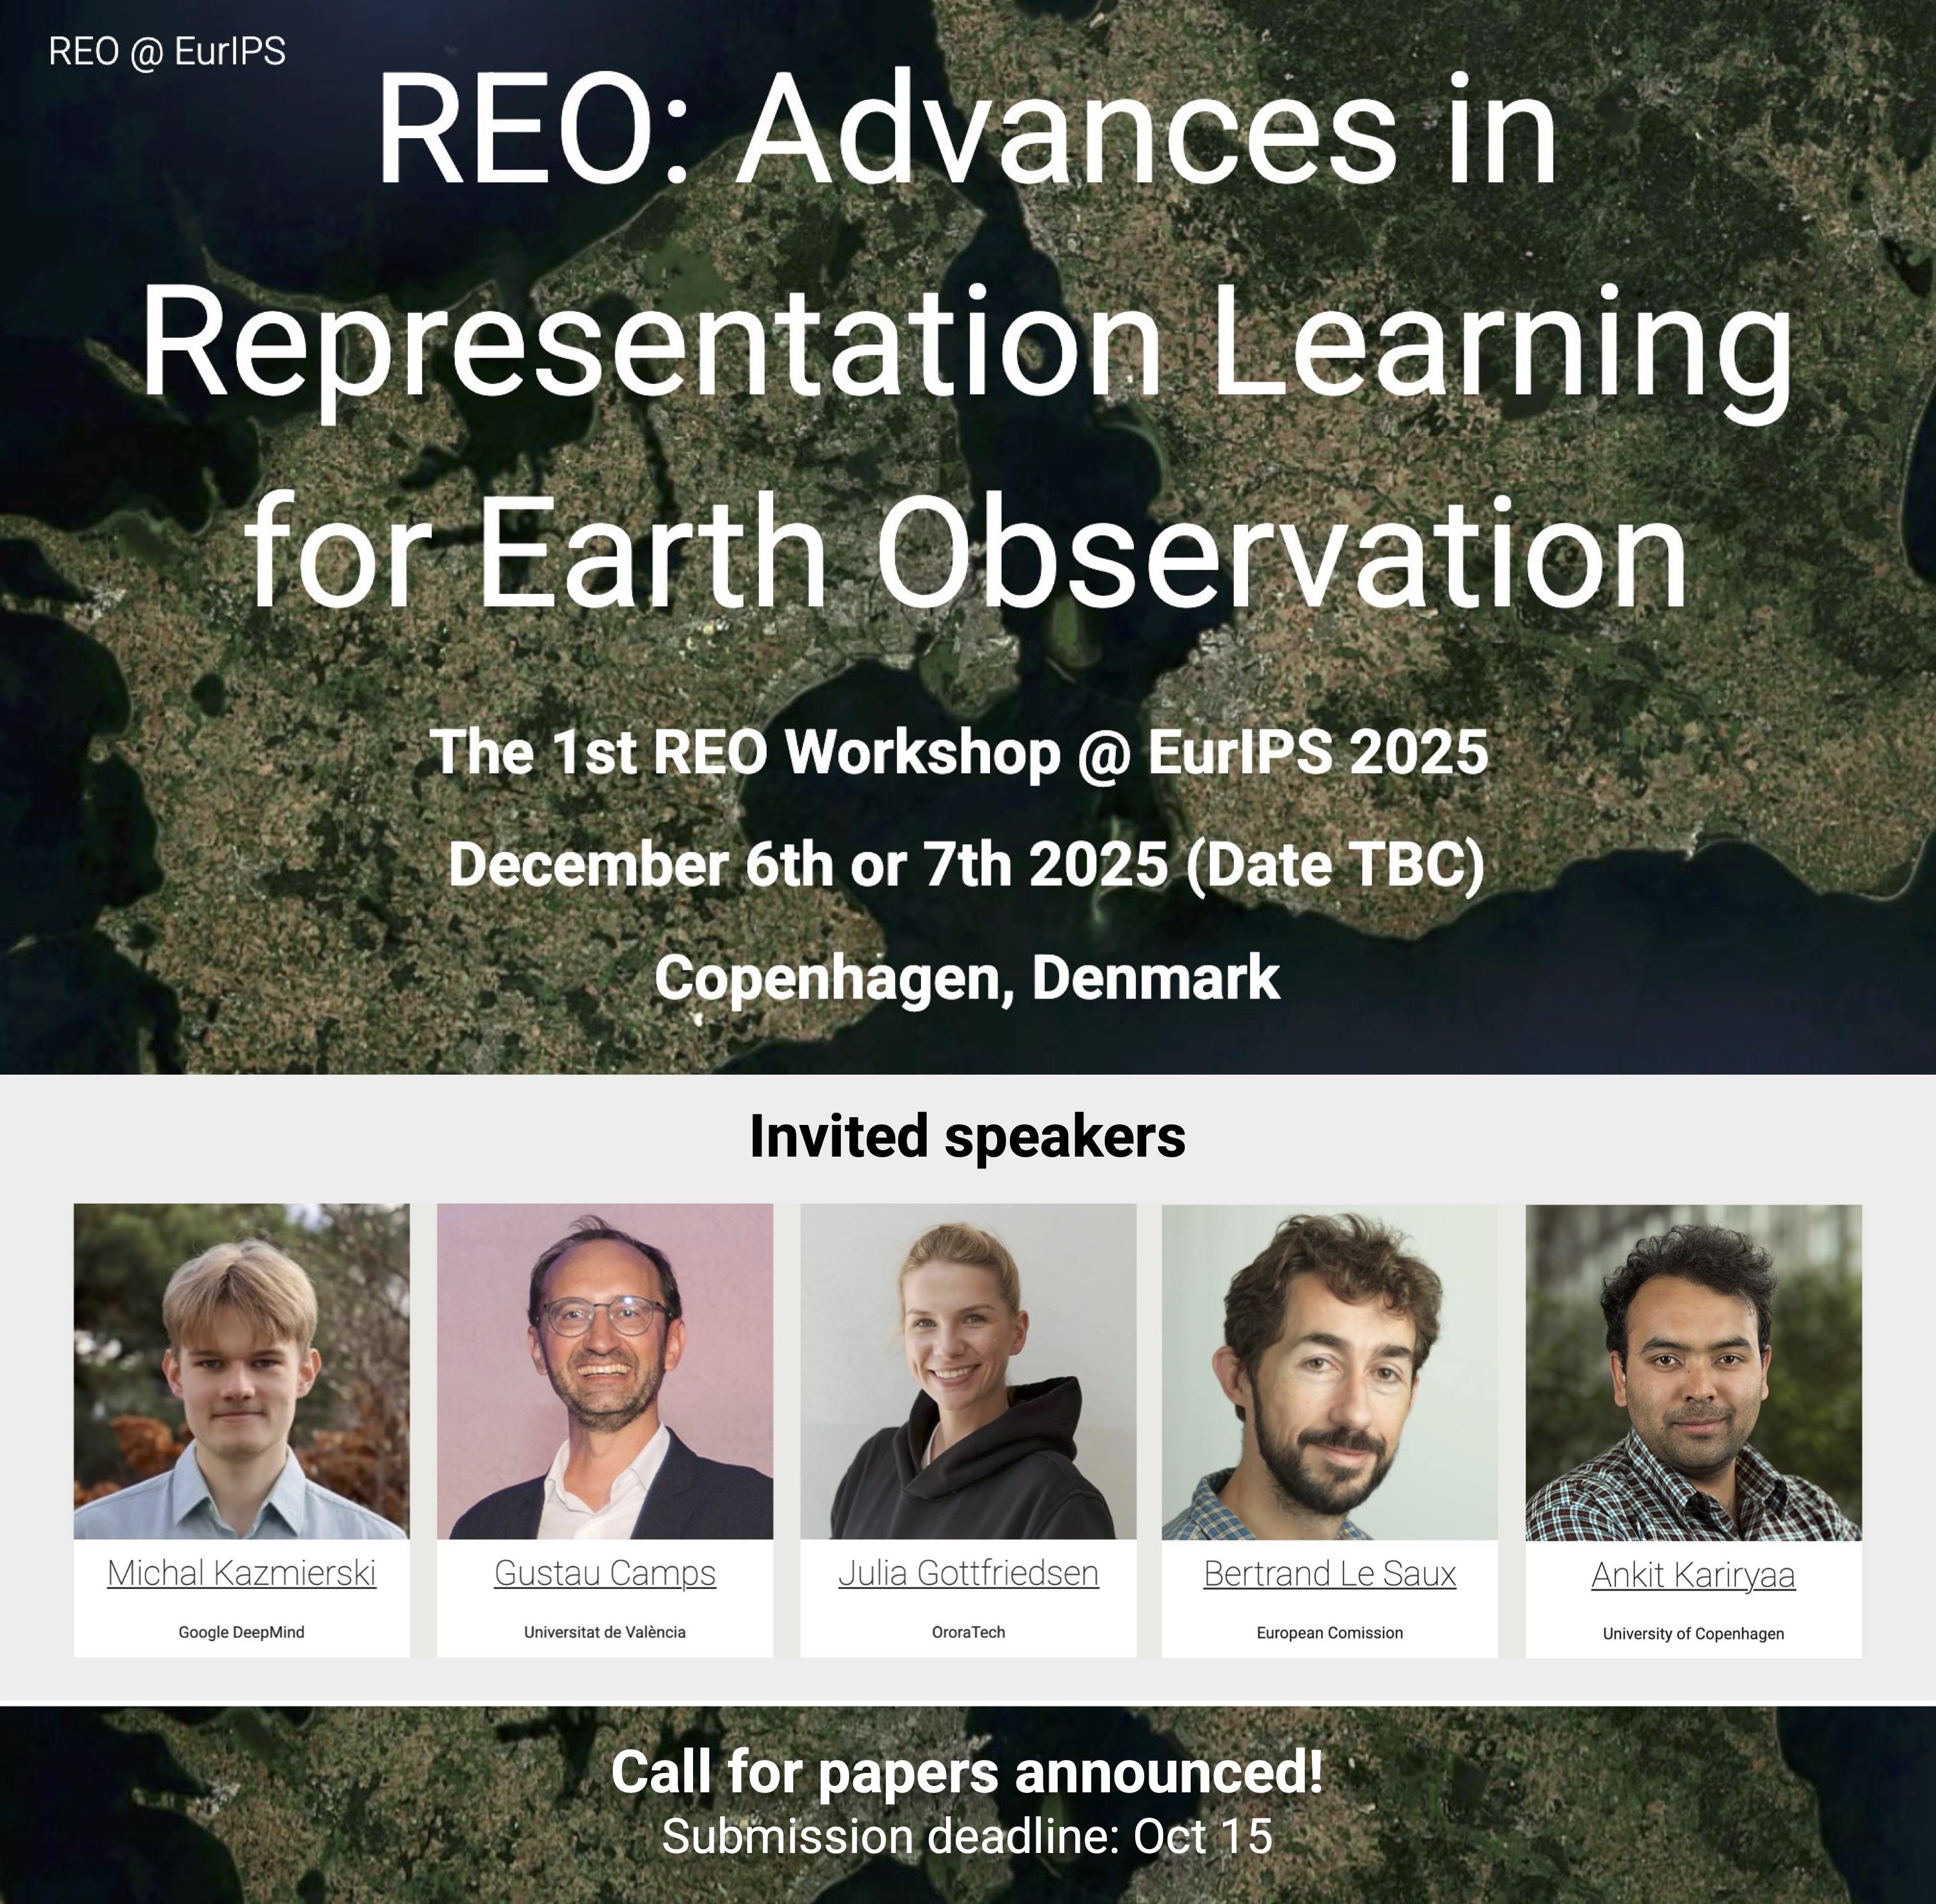 REO @ EurIPS
REO: Advances in
Representation Learning
for Earth Observation
The 1st REO Workshop @ EurIPS 2025
December 6th or 7th 2025 (Date TBC)
Copenhagen, Denmark
Invited speakers
Michal Kazmierski
Google DeepMind
Gustau Camps
Universitat de València
Julia Gottfriedsen
OroraTech
Bertrand Le Saux
European Comission
Ankit Kariryaa
University of Copenhagen
Call for papers announced!
Submission deadline: Oct 15